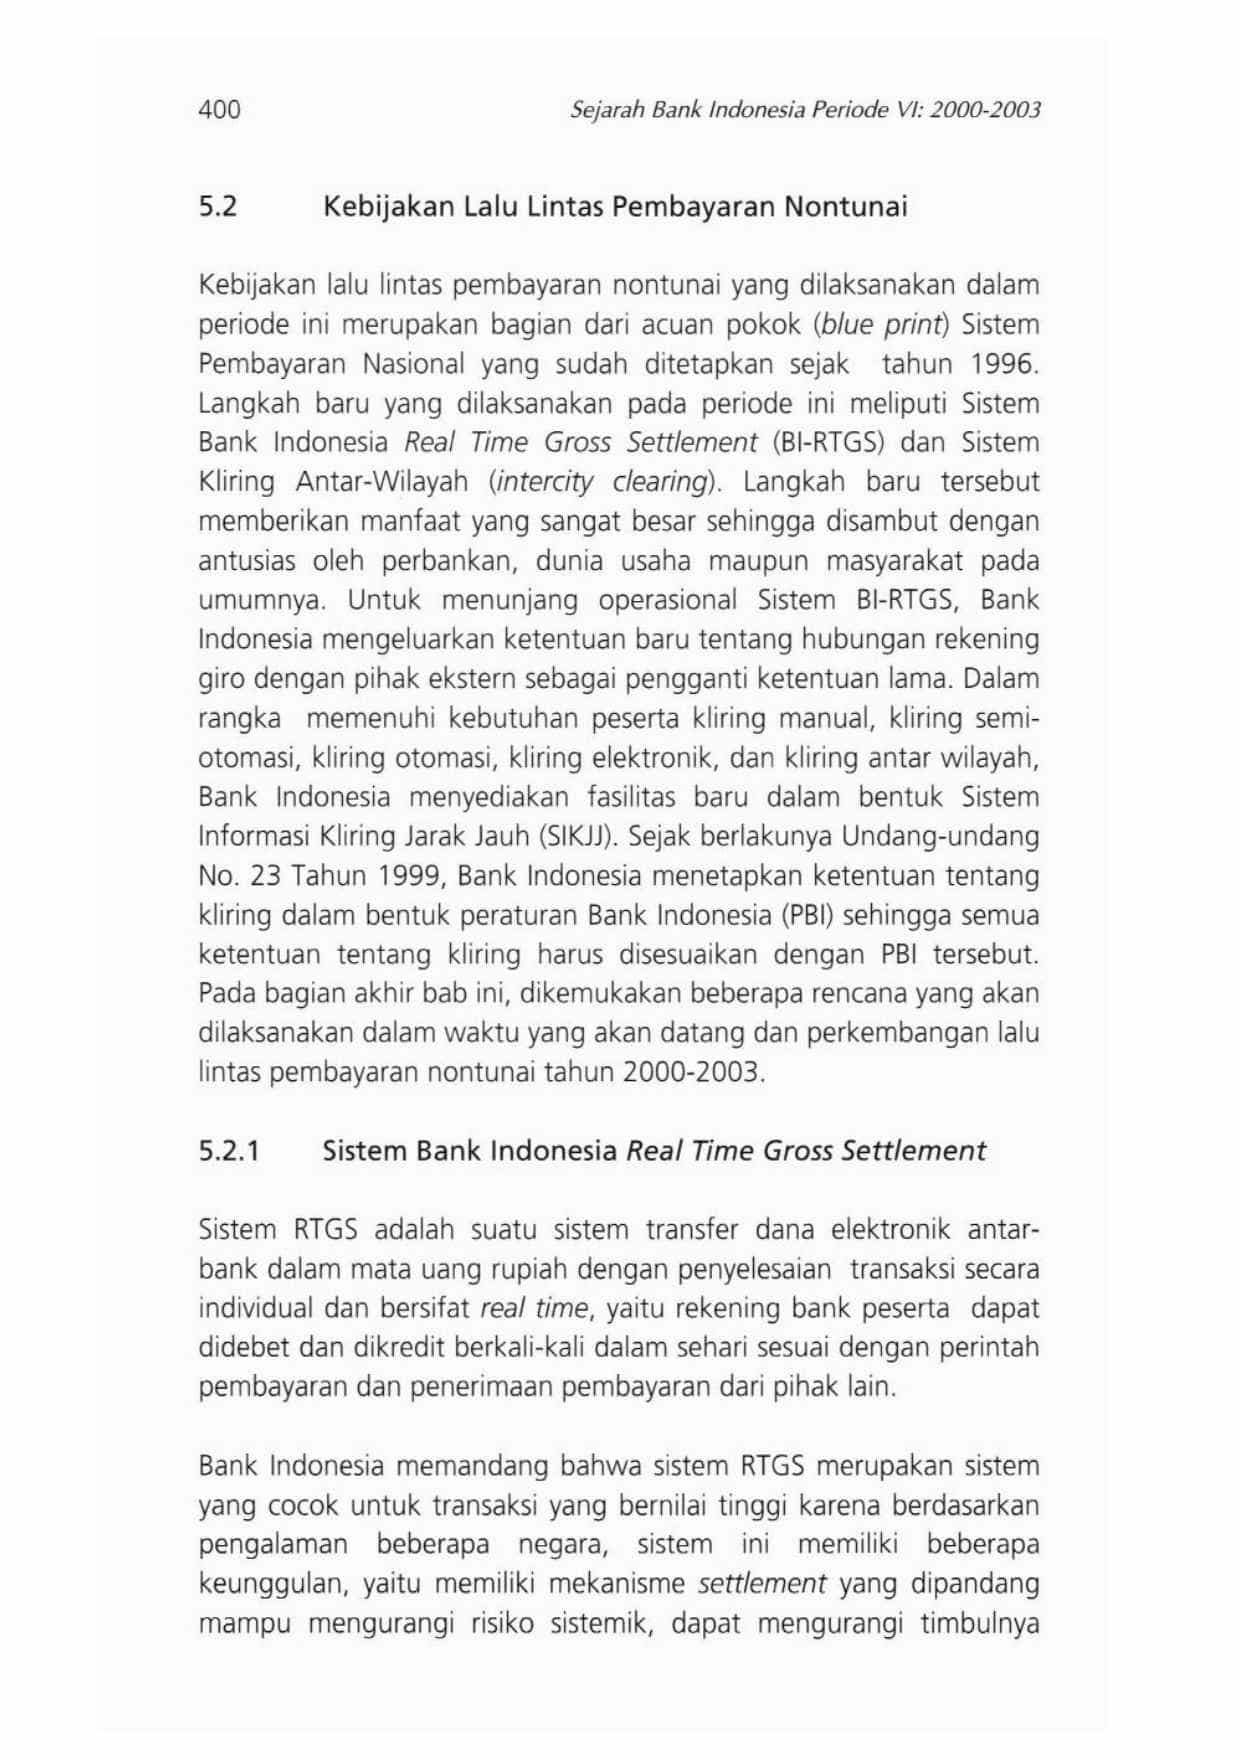 400
Sejarah Bank Indonesia Periode VI: 2000-2003
5.2 Kebijakan Lalu Lintas Pembayaran Nontunai
Kebijakan lalu lintas pembayaran nontunai yang dilaksanakan dalam
periode ini merupakan bagian dari acuan pokok (blue print) Sistem
Pembayaran Nasional yang sudah ditetapkan sejak tahun 1996.
Langkah baru yang dilaksanakan pada periode ini meliputi Sistem
Bank Indonesia Real Time Gross Settlement (BI-RTGS) dan Sistem
Kliring Antar-Wilayah (intercity clearing). Langkah baru tersebut
memberikan manfaat yang sangat besar sehingga disambut dengan
antusias oleh perbankan, dunia usaha maupun masyarakat pada
umumnya. Untuk menunjang operasional Sistem BI-RTGS, Bank
Indonesia mengeluarkan ketentuan baru tentang hubungan rekening
giro dengan pihak ekstern sebagai pengganti ketentuan lama. Dalam
rangka memenuhi kebutuhan peserta kliring manual, kliring semi-
otomasi, kliring otomasi, kliring elektronik, dan kliring antar wilayah,
Bank Indonesia menyediakan fasilitas baru dalam bentuk Sistem
Informasi Kliring Jarak Jauh (SIKJJ). Sejak berlakunya Undang-undang
No. 23 Tahun 1999, Bank Indonesia menetapkan ketentuan tentang
kliring dalam bentuk peraturan Bank Indonesia (PBI) sehingga semua
ketentuan tentang kliring harus disesuaikan dengan PBI tersebut.
Pada bagian akhir bab ini, dikemukakan beberapa rencana yang akan
dilaksanakan dalam waktu yang akan datang dan perkembangan lalu
lintas pembayaran nontunai tahun 2000-2003.
5.2.1 Sistem Bank Indonesia Real Time Gross Settlement
Sistem RTGS adalah suatu sistem transfer dana elektronik antar-
bank dalam mata uang rupiah dengan penyelesaian transaksi secara
individual dan bersifat real time, yaitu rekening bank peserta dapat
didebet dan dikredit berkali-kali dalam sehari sesuai dengan perintah
pembayaran dan penerimaan pembayaran dari pihak lain.
Bank Indonesia memandang bahwa sistem RTGS merupakan sistem
yang cocok untuk transaksi yang bernilai tinggi karena berdasarkan
pengalaman beberapa negara, sistem ini memiliki beberapa
keunggulan, yaitu memiliki mekanisme settlement yang dipandang
mampu mengurangi risiko sistemik, dapat mengurangi timbulnya